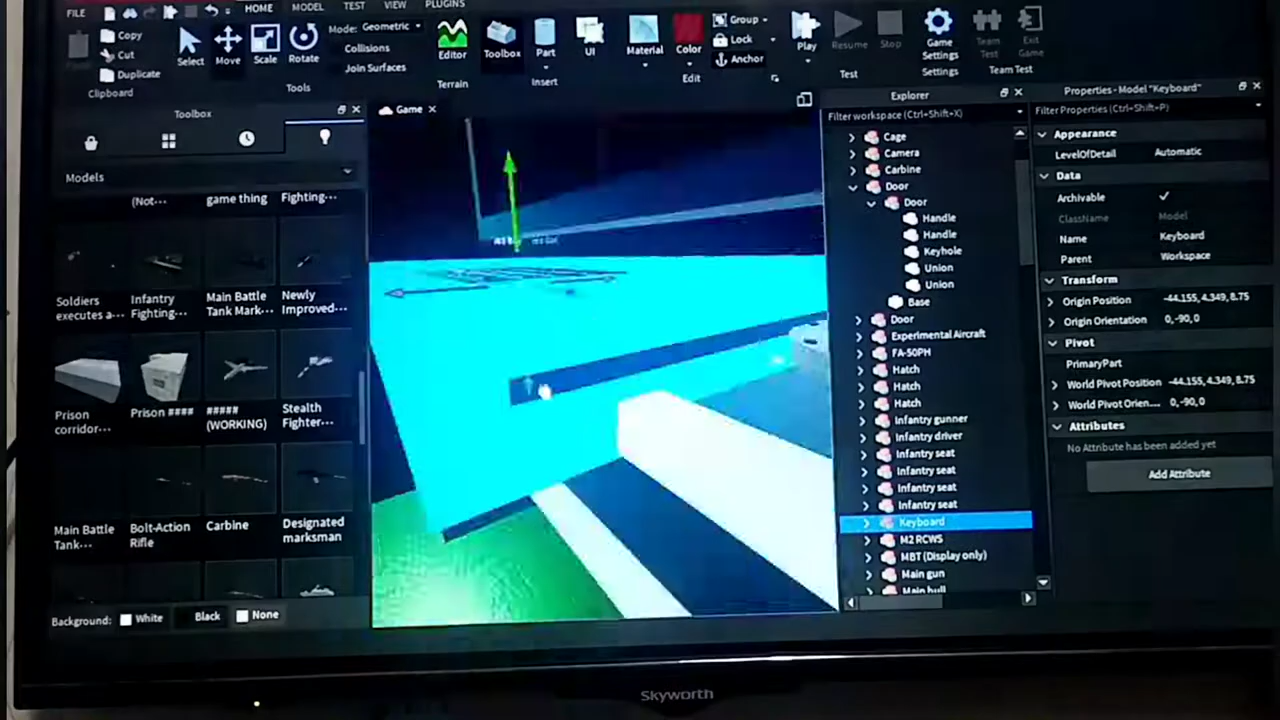 FILE HOME MODEL TEST VIEW PLUGINS
Copy
Cut
Duplicate
Clipboard
Select Move Scale Rotate
Mode: Geometric
Collisions
Join Surfaces
Tools
Editor
Terrain
Toolbox Part UI
Insert
Material Color
Group
Lock
Anchor
Edit
Play Resume Stop
Test
Game Settings
Settings
Team Test Exit Game
Team Test
Toolbox
Models
(Not... game thing Fighting...
Soldiers executes a... Infantry Fighting... Main Battle Tank Mark... Newly Improved...
Prison corridor... Prison #### ##### (WORKING) Stealth Fighter...
Main Battle Tank... Bolt-Action Rifle Carbine Designated marksman
Background: White Black None
Game
Explorer
Filter workspace (Ctrl+Shift+X)
Cage
Camera
Carbine
Door
Door
Handle
Handle
Keyhole
Union
Union
Base
Door
Experimental Aircraft
FA-50PH
Hatch
Hatch
Hatch
Infantry gunner
Infantry driver
Infantry seat
Infantry seat
Infantry seat
Infantry seat
Keyboard
M2 RCWS
MBT (Display only)
Main gun
Main hull
Properties - Model "Keyboard"
Filter Properties (Ctrl+Shift+P)
Appearance
LevelOfDetail Automatic
Data
Archivable
ClassName Model
Name Keyboard
Parent Workspace
Transform
Origin Position -44.155, 4.349, 8.75
Origin Orientation 0,-90,0
Pivot
PrimaryPart
World Pivot Position -44.155, 4.349, 8.75
World Pivot Orien... 0,-90,0
Attributes
No Attribute has been added yet
Add Attribute
Skyworth